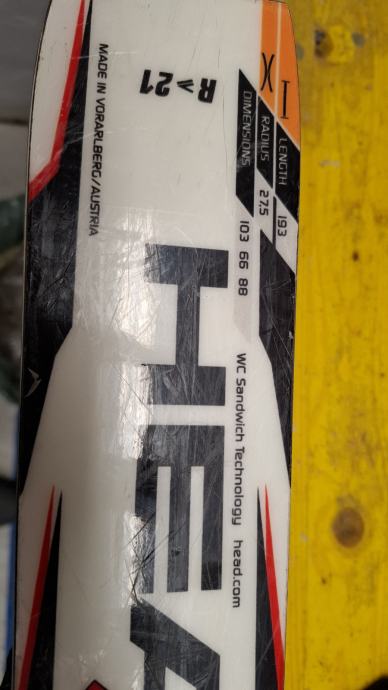 LENGTH 193
RADIUS 27,5
DIMENSIONS 103 66 88
WC Sandwich Technology head.com
R≥21
HEA
MADE IN VORARLBERG/AUSTRIA